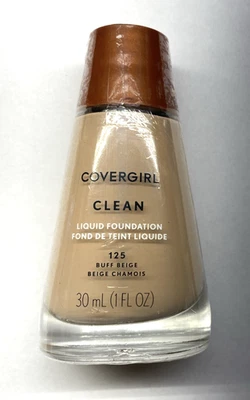 COVERGIRL
CLEAN
LIQUID FOUNDATION
FOND DE TEINT LIQUIDE
125
BUFF BEIGE
BEIGE CHAMOIS
30 mL (1 FL OZ)